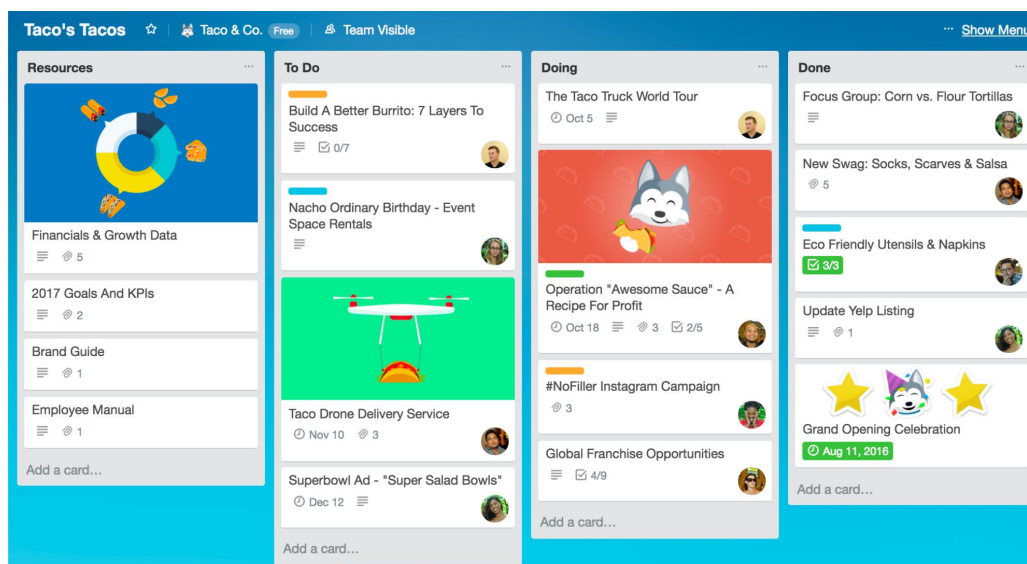 Taco's Tacos
Taco & Co.
Free
Team Visible
... Show Menu
Resources
...
Financials & Growth Data
5
2017 Goals And KPIs
2
Brand Guide
1
Employee Manual
1
Add a card…
To Do
...
Build A Better Burrito: 7 Layers To
Success
0/7
Nacho Ordinary Birthday - Event
Space Rentals
Taco Drone Delivery Service
Nov 10
3
Superbowl Ad - "Super Salad Bowls"
Dec 12
Add a card…
Doing
...
The Taco Truck World Tour
Oct 5
Operation "Awesome Sauce" - A
Recipe For Profit
Oct 18
3
2/5
#NoFiller Instagram Campaign
3
Global Franchise Opportunities
4/9
Add a card…
Done
...
Focus Group: Corn vs. Flour Tortillas
New Swag: Socks, Scarves & Salsa
5
Eco Friendly Utensils & Napkins
3/3
Update Yelp Listing
1
Grand Opening Celebration
Aug 11, 2016
Add a card…